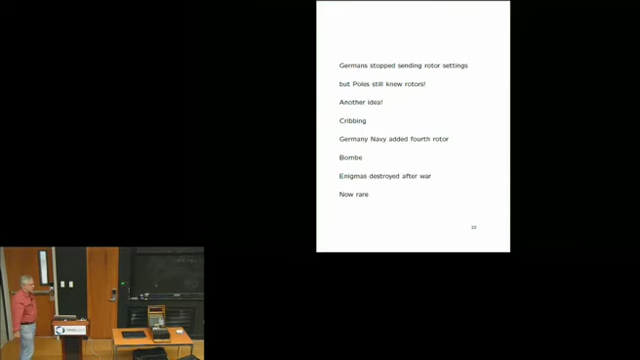 Germans stopped sending rotor settings
but Poles still knew rotors!
Another idea!
Cribbing
Germany Navy added fourth rotor
Bombe
Enigmas destroyed after war
Now rare
10